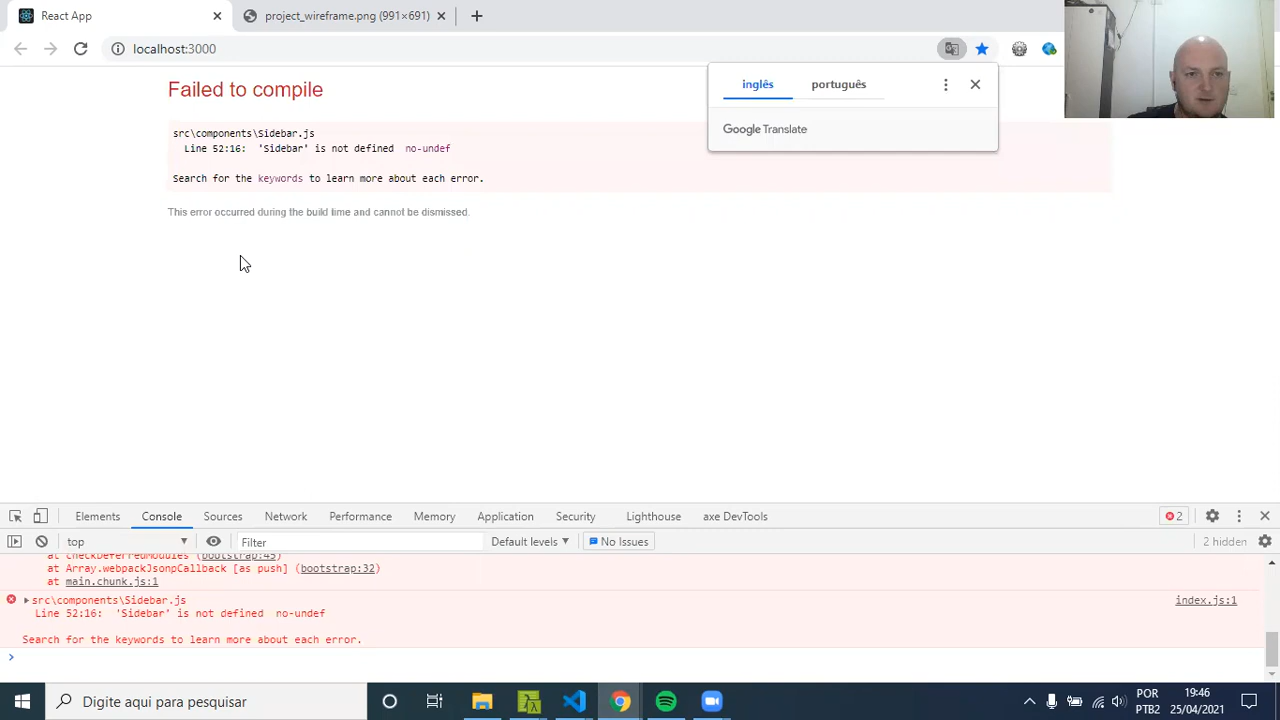 React App
project_wireframe.png (991×691)
localhost:3000
inglês
português
Google Translate
Failed to compile
src\components\Sidebar.js
Line 52:16: 'Sidebar' is not defined no-undef
Search for the keywords to learn more about each error.
This error occurred during the build time and cannot be dismissed.
Elements
Console
Sources
Network
Performance
Memory
Application
Security
Lighthouse
axe DevTools
2
top
Filter
Default levels
No Issues
2 hidden
at checkDeferredModules (bootstrap:45)
at Array.webpackJsonpCallback [as push] (bootstrap:32)
at main.chunk.js:1
src\components\Sidebar.js
index.js:1
Line 52:16: 'Sidebar' is not defined no-undef
Search for the keywords to learn more about each error.
Digite aqui para pesquisar
POR
PTB2
19:46
25/04/2021